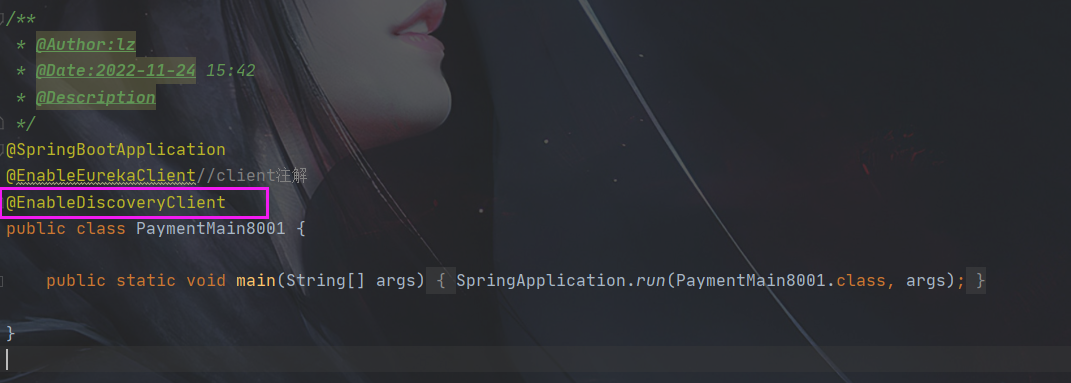 /**
 * @Author:lz
 * @Date:2022-11-24 15:42
 * @Description
 */
@SpringBootApplication
@EnableEurekaClient//client注解
@EnableDiscoveryClient
public class PaymentMain8001 {
    public static void main(String[] args) { SpringApplication.run(PaymentMain8001.class, args); }
}